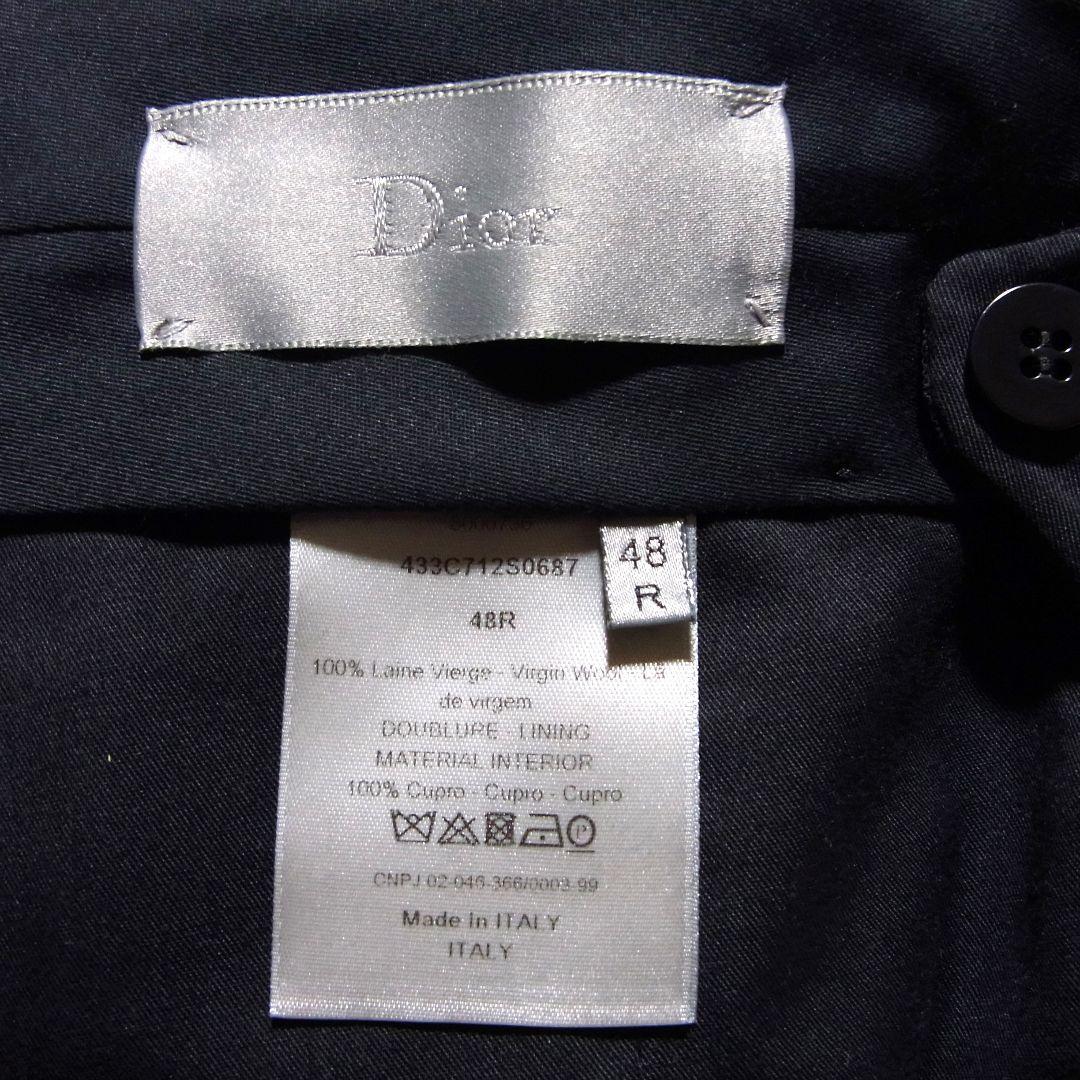 Dior
48
R
433C712S0687
48R
100% Laine Vierge - Virgin Wool - Lã
de virgem
DOUBLURE - LINING
MATERIAL INTERIOR
100% Cupro - Cupro - Cupro
P
CNPJ 02-046-366/0003-99
Made In ITALY
ITALY